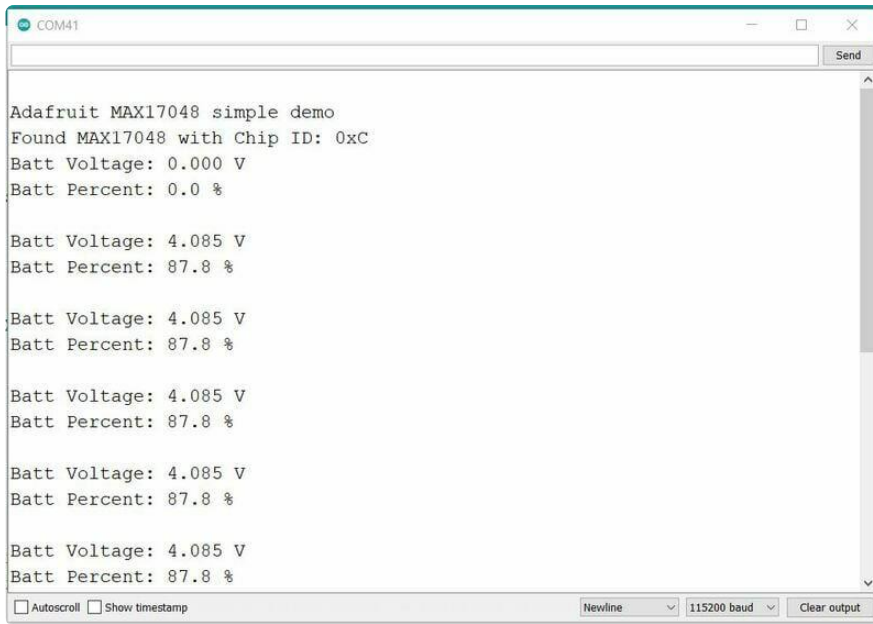 COM41
Send
Adafruit MAX17048 simple demo
Found MAX17048 with Chip ID: 0xC
Batt Voltage: 0.000 V
Batt Percent: 0.0 %
Batt Voltage: 4.085 V
Batt Percent: 87.8 %
Batt Voltage: 4.085 V
Batt Percent: 87.8 %
Batt Voltage: 4.085 V
Batt Percent: 87.8 %
Batt Voltage: 4.085 V
Batt Percent: 87.8 %
Batt Voltage: 4.085 V
Batt Percent: 87.8 %
Autoscroll Show timestamp Newline 115200 baud Clear output